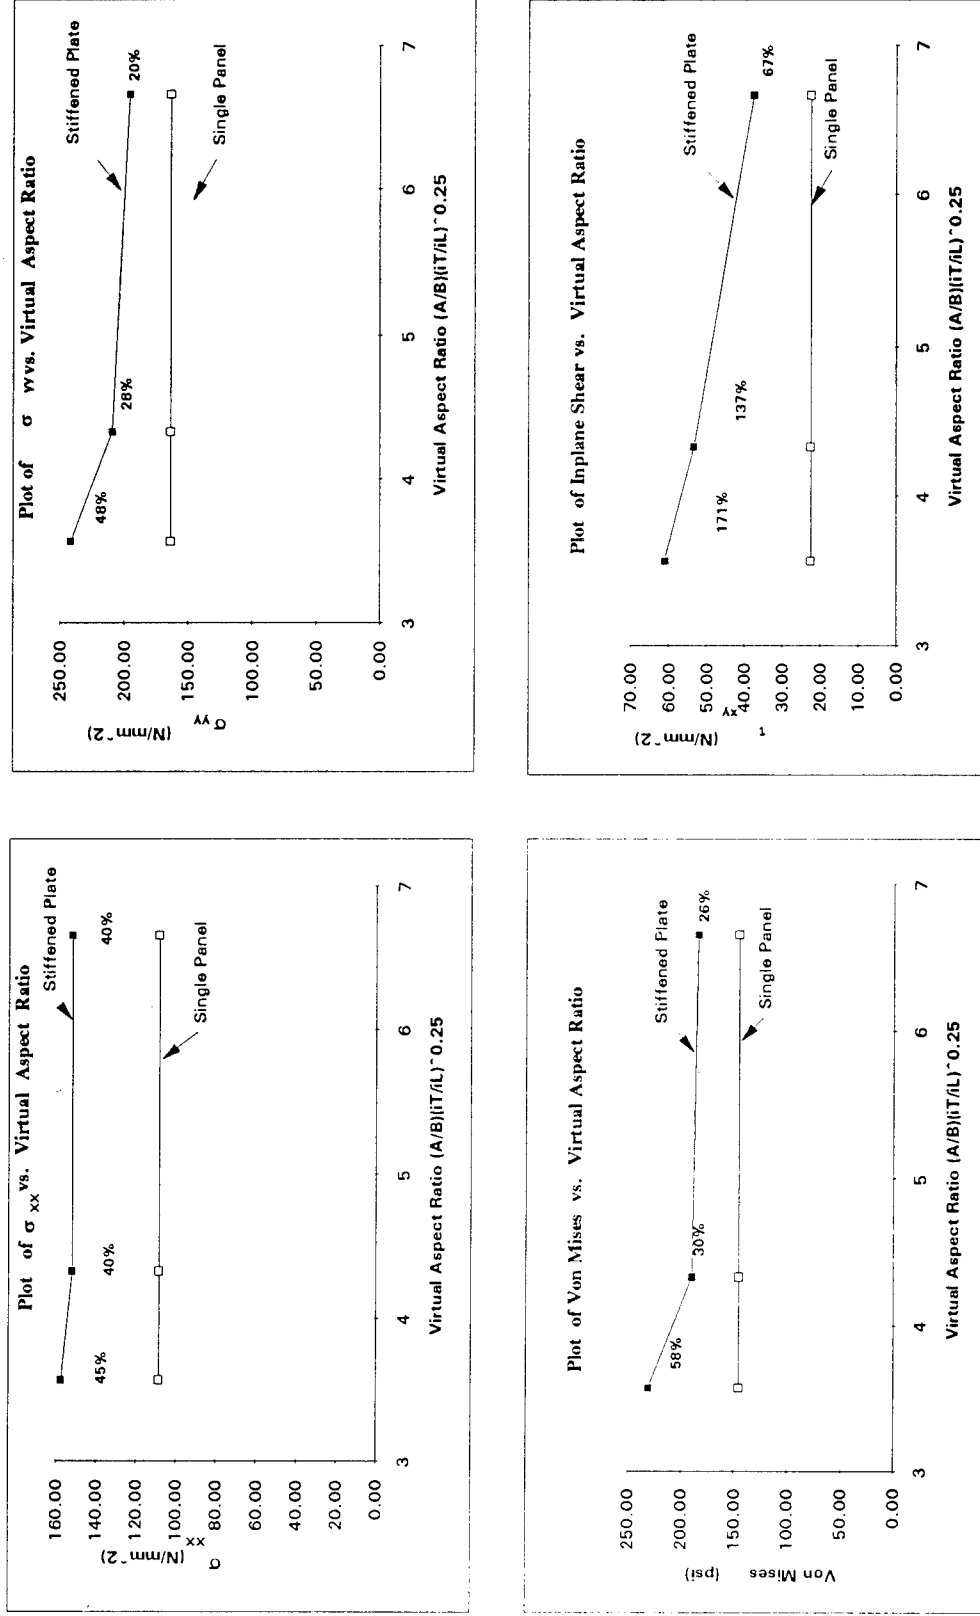 Plot of σ xx vs. Virtual Aspect Ratio
160.00
140.00
120.00
100.00
80.00
60.00
40.00
20.00
0.00
σ xx
(N/mm^2)
45%
40%
40%
Stiffened Plate
Single Panel
3
4
5
6
7
Virtual Aspect Ratio (A/B)(iT/iL)^0.25
Plot of σ yy vs. Virtual Aspect Ratio
250.00
200.00
150.00
100.00
50.00
0.00
σ yy
(N/mm^2)
48%
28%
20%
Stiffened Plate
Single Panel
3
4
5
6
7
Virtual Aspect Ratio (A/B)(iT/iL)^0.25
Plot of Von Mises vs. Virtual Aspect Ratio
250.00
200.00
150.00
100.00
50.00
0.00
Von Mises
(psi)
58%
30%
26%
Stiffened Plate
Single Panel
3
4
5
6
7
Virtual Aspect Ratio (A/B)(iT/iL)^0.25
Plot of Inplane Shear vs. Virtual Aspect Ratio
70.00
60.00
50.00
40.00
30.00
20.00
10.00
0.00
τ xy
(N/mm^2)
171%
137%
67%
Stiffened Plate
Single Panel
3
4
5
6
7
Virtual Aspect Ratio (A/B)(iT/iL)^0.25